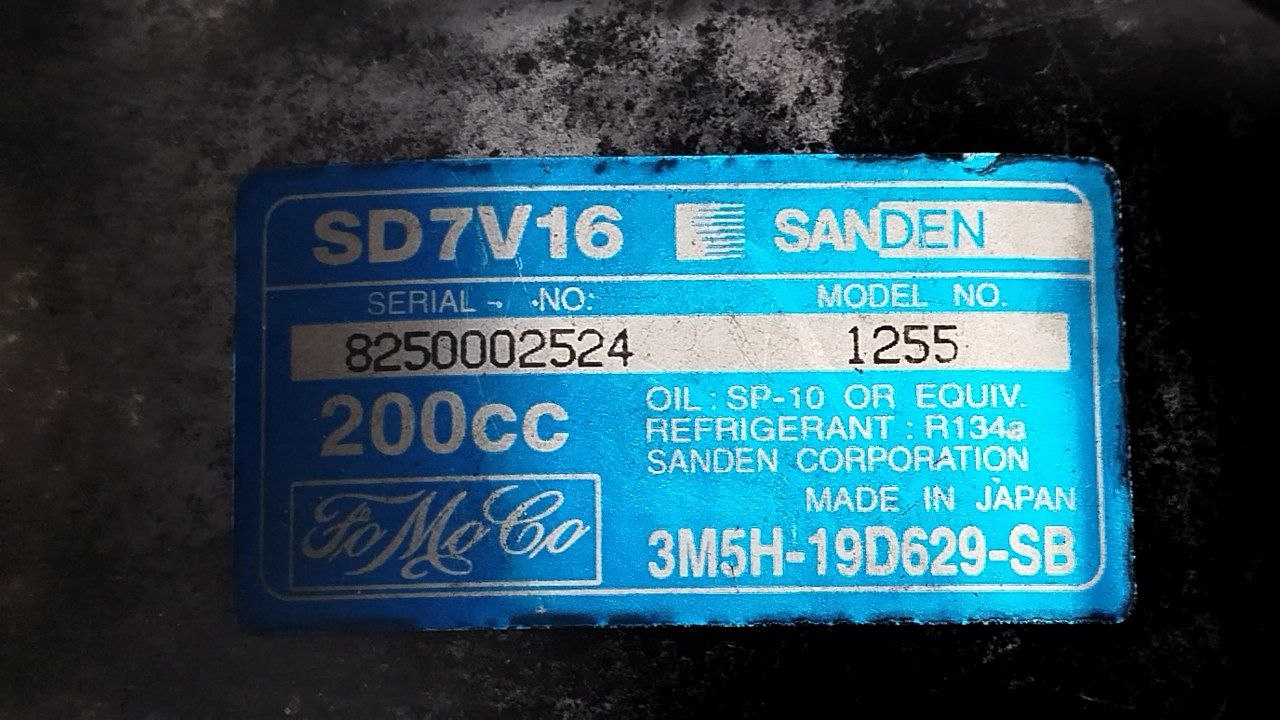 SD7V16 SANDEN
SERIAL NO. MODEL NO.
8250002524 1255
200cc
OIL : SP-10 OR EQUIV.
REFRIGERANT : R134a
SANDEN CORPORATION
MADE IN JAPAN
FoMoCo
3M5H-19D629-SB